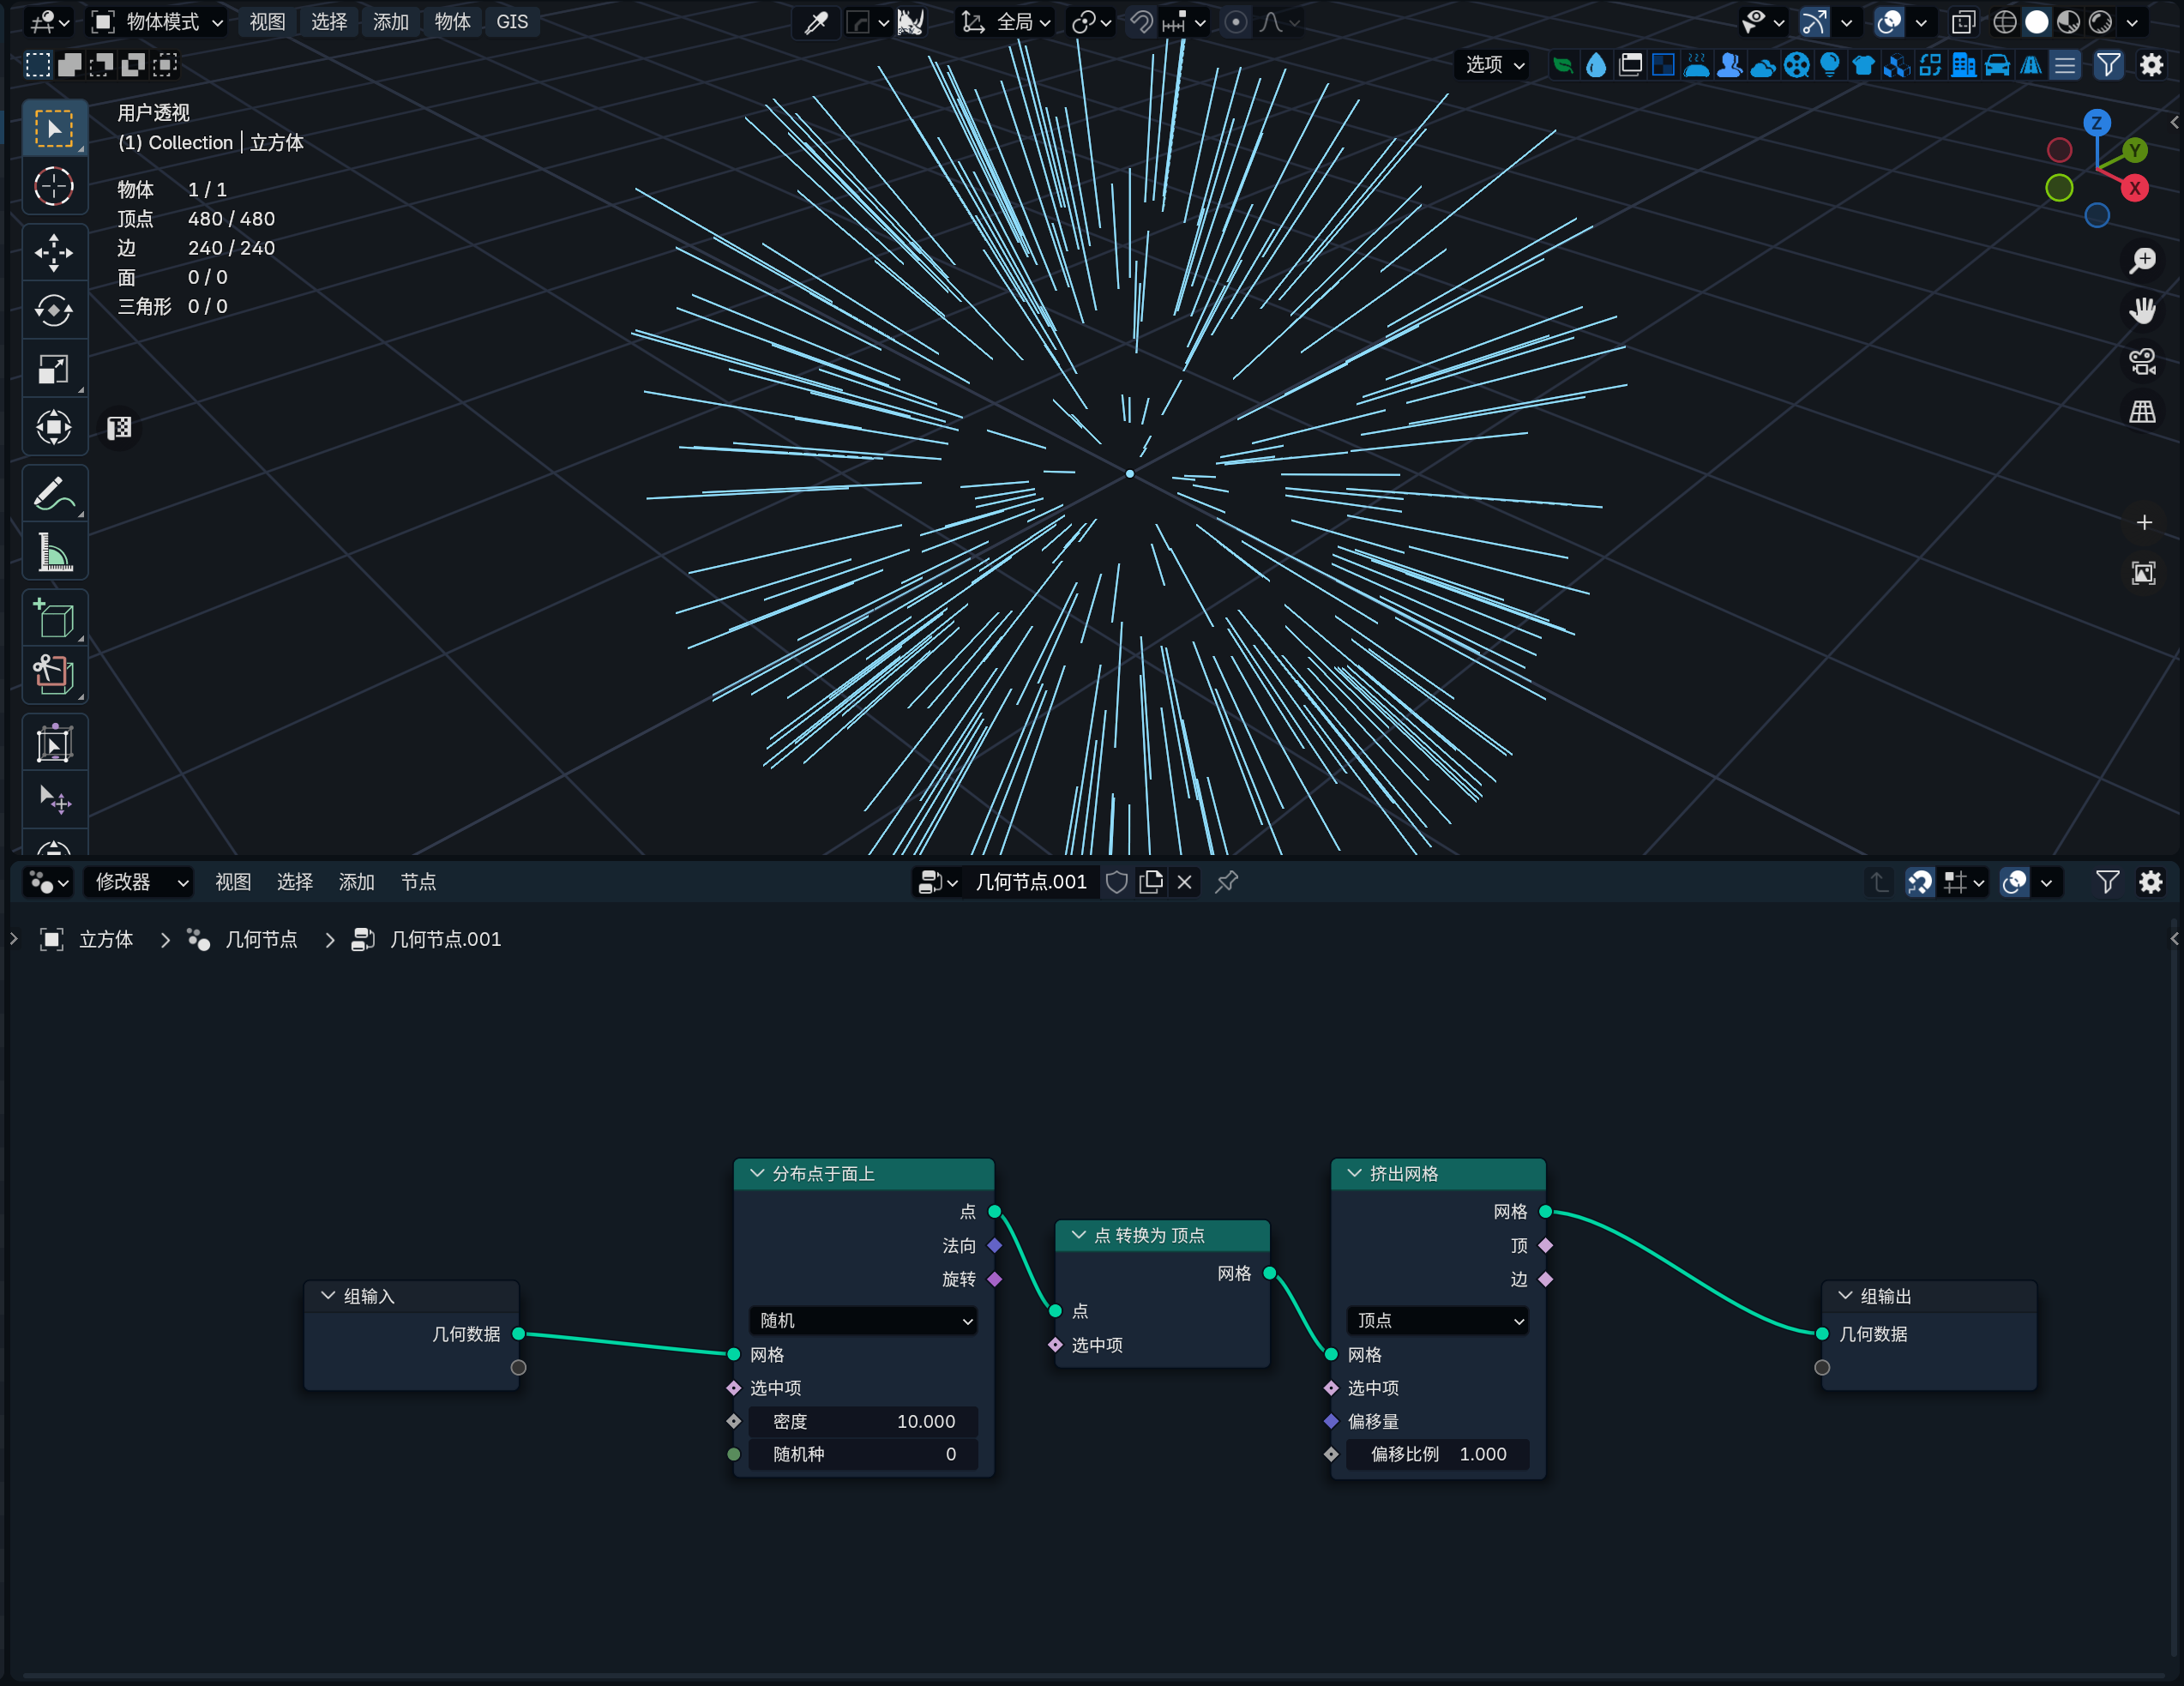 物体模式 视图 选择 添加 物体 GIS 全局
选项
用户透视
(1) Collection | 立方体
物体 1 / 1
顶点 480 / 480
边 240 / 240
面 0 / 0
三角形 0 / 0
Z
Y
X
修改器 视图 选择 添加 节点 几何节点.001
立方体 几何节点 几何节点.001
组输入
几何数据
分布点于面上
点
法向
旋转
随机
网格
选中项
密度 10.000
随机种 0
点 转换为 顶点
网格
点
选中项
挤出网格
网格
顶
边
顶点
网格
选中项
偏移量
偏移比例 1.000
组输出
几何数据